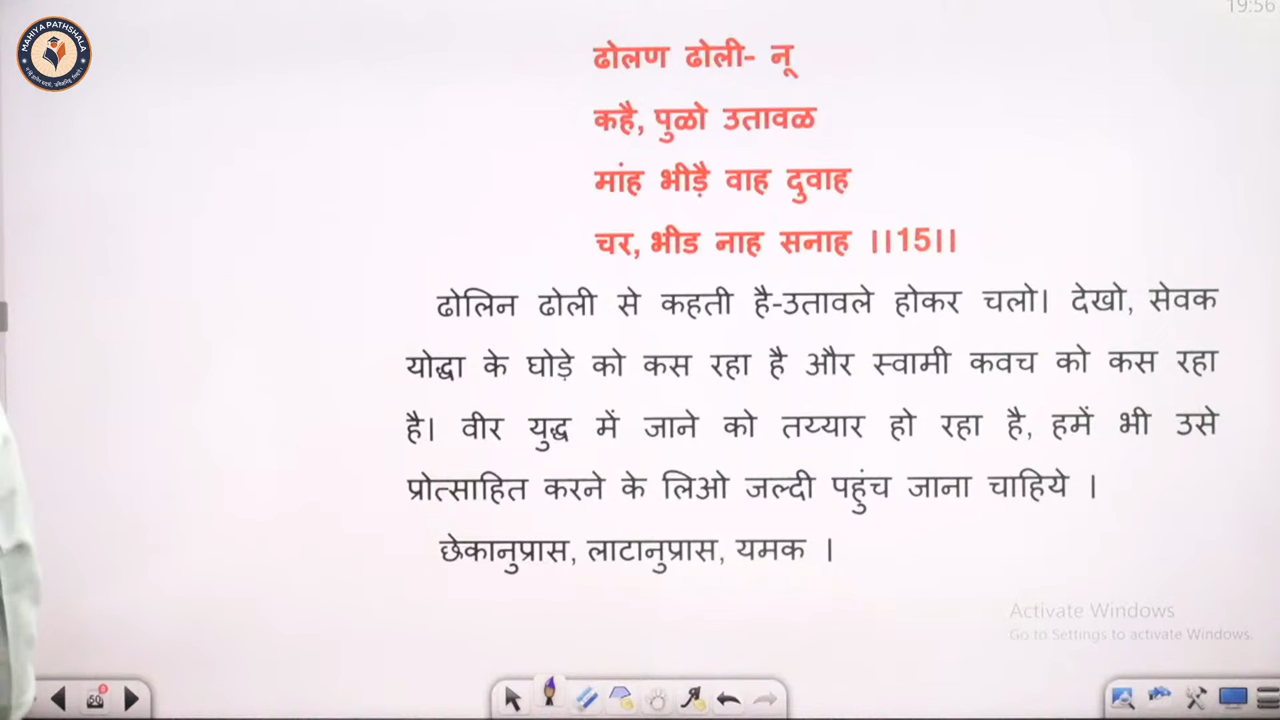 19:56
MAHIYA PATHSHALA
ढोलण ढोली- नू
कहै, पुळो उतावळ
मांह भीड़ै वाह दुवाह
चर, भीड नाह सनाह ।।15।।
ढोलिन ढोली से कहती है-उतावले होकर चलो। देखो, सेवक
योद्धा के घोड़े को कस रहा है और स्वामी कवच को कस रहा
है। वीर युद्ध में जाने को तय्यार हो रहा है, हमें भी उसे
प्रोत्साहित करने के लिओ जल्दी पहुंच जाना चाहिये ।
छेकानुप्रास, लाटानुप्रास, यमक ।
Activate Windows
Go to Settings to activate Windows.
50